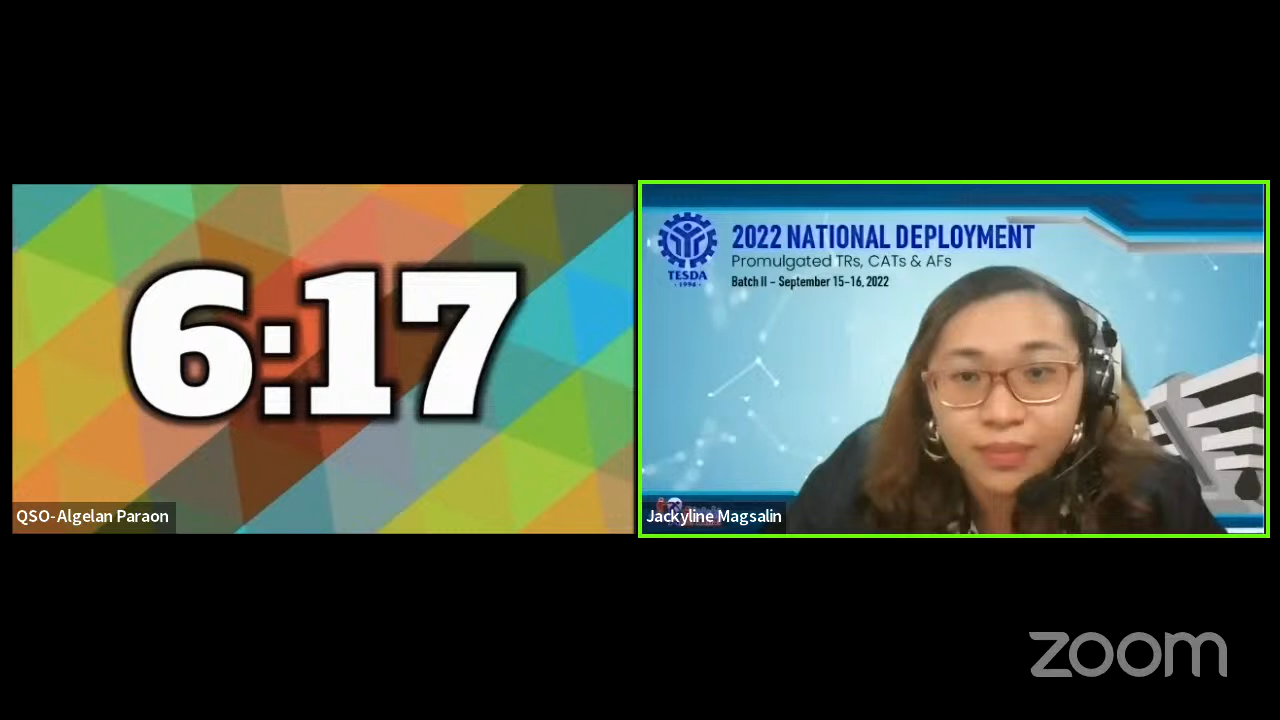 6:17
QSO-Algelan Paraon
TESDA
- 1994 -
2022 NATIONAL DEPLOYMENT
Promulgated TRs, CATs & AFs
Batch II – September 15-16, 2022
Jackyline Magsalin
zoom